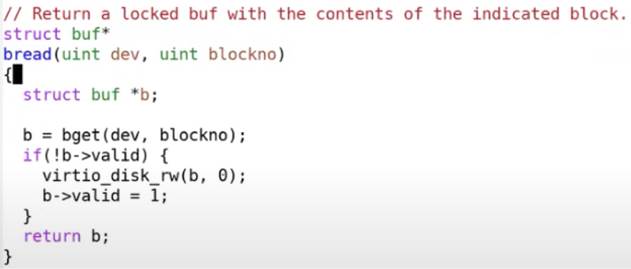 // Return a locked buf with the contents of the indicated block.
struct buf*
bread(uint dev, uint blockno)
{
  struct buf *b;

  b = bget(dev, blockno);
  if(!b->valid) {
    virtio_disk_rw(b, 0);
    b->valid = 1;
  }
  return b;
}